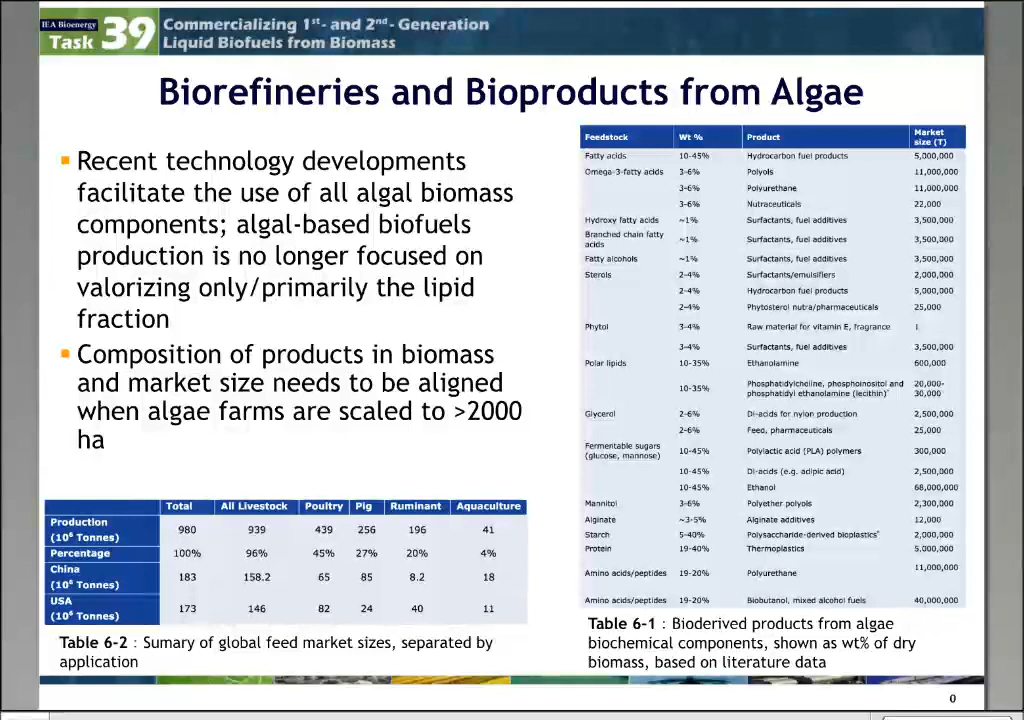 IEA Bioenergy
Task 39
Commercializing 1st- and 2nd- Generation
Liquid Biofuels from Biomass
Biorefineries and Bioproducts from Algae
Recent technology developments
facilitate the use of all algal biomass
components; algal-based biofuels
production is no longer focused on
valorizing only/primarily the lipid
fraction
Composition of products in biomass
and market size needs to be aligned
when algae farms are scaled to >2000
ha
Total All Livestock Poultry Pig Ruminant Aquaculture
Production
(10⁶ Tonnes) 980 939 439 256 196 41
Percentage 100% 96% 45% 27% 20% 4%
China
(10⁶ Tonnes) 183 158.2 65 85 8.2 18
USA
(10⁶ Tonnes) 173 146 82 24 40 11
Table 6-2 : Sumary of global feed market sizes, separated by
application
Feedstock Wt % Product Market
size (T)
Fatty acids 10-45% Hydrocarbon fuel products 5,000,000
Omega-3-fatty acids 3-6% Polyols 11,000,000
3-6% Polyurethane 11,000,000
3-6% Nutraceuticals 22,000
Hydroxy fatty acids ~1% Surfactants, fuel additives 3,500,000
Branched chain fatty
acids ~1% Surfactants, fuel additives 3,500,000
Fatty alcohols ~1% Surfactants, fuel additives 3,500,000
Sterols 2-4% Surfactants/emulsifiers 2,000,000
2-4% Hydrocarbon fuel products 5,000,000
2-4% Phytosterol nutra/pharmaceuticals 25,000
Phytol 3-4% Raw material for vitamin E, fragrance 1
3-4% Surfactants, fuel additives 3,500,000
Polar lipids 10-35% Ethanolamine 600,000
10-35% Phosphatidylcholine, phosphoinositol and 20,000-
phosphatidyl ethanolamine (lecithin) 30,000
Glycerol 2-6% Di-acids for nylon production 2,500,000
2-6% Feed, pharmaceuticals 25,000
Fermentable sugars
(glucose, mannose) 10-45% Polylactic acid (PLA) polymers 300,000
10-45% Di-acids (e.g. adipic acid) 2,500,000
10-45% Ethanol 68,000,000
Mannitol 3-6% Polyether polyols 2,300,000
Alginate ~3-5% Alginate additives 12,000
Starch 5-40% Polysaccharide-derived bioplastics 2,000,000
Protein 19-40% Thermoplastics 5,000,000
Amino acids/peptides 19-20% Polyurethane 11,000,000
Amino acids/peptides 19-20% Biobutanol, mixed alcohol fuels 40,000,000
Table 6-1 : Bioderived products from algae
biochemical components, shown as wt% of dry
biomass, based on literature data
0